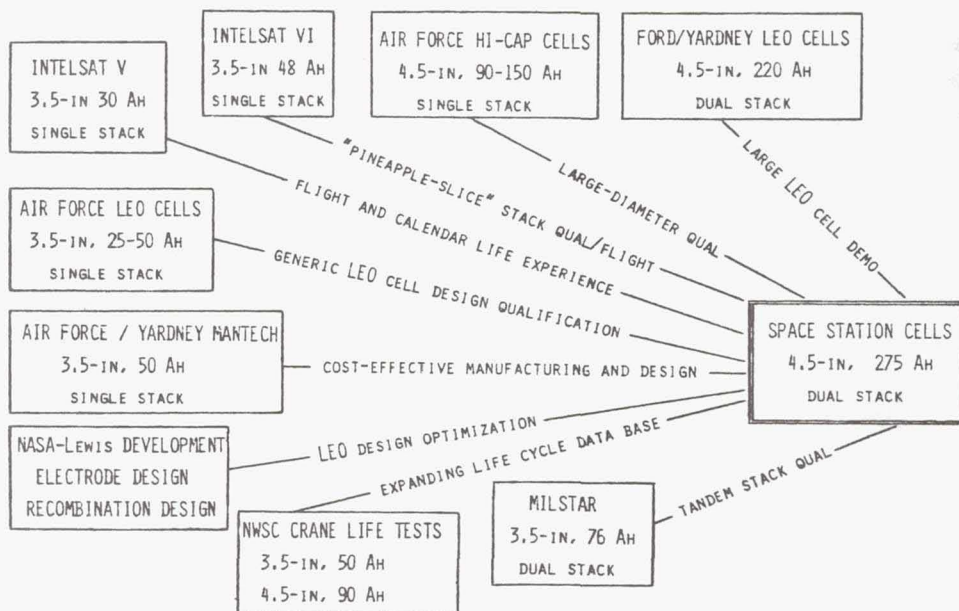 INTELSAT V
3.5-IN 30 AH
SINGLE STACK
INTELSAT VI
3.5-IN 48 AH
SINGLE STACK
AIR FORCE HI-CAP CELLS
4.5-IN, 90-150 AH
SINGLE STACK
FORD/YARDNEY LEO CELLS
4.5-IN, 220 AH
DUAL STACK
"PINEAPPLE-SLICE" STACK QUAL/FLIGHT
LARGE-DIAMETER QUAL
LARGE LEO CELL DEMO
FLIGHT AND CALENDAR LIFE EXPERIENCE
AIR FORCE LEO CELLS
3.5-IN, 25-50 AH
SINGLE STACK
GENERIC LEO CELL DESIGN QUALIFICATION
AIR FORCE / YARDNEY MANTECH
3.5-IN, 50 AH
SINGLE STACK
COST-EFFECTIVE MANUFACTURING AND DESIGN
SPACE STATION CELLS
4.5-IN, 275 AH
DUAL STACK
NASA-LEWIS DEVELOPMENT
ELECTRODE DESIGN
RECOMBINATION DESIGN
LEO DESIGN OPTIMIZATION
EXPANDING LIFE CYCLE DATA BASE
NWSC CRANE LIFE TESTS
3.5-IN, 50 AH
4.5-IN, 90 AH
MILSTAR
3.5-IN, 76 AH
DUAL STACK
TANDEM STACK QUAL